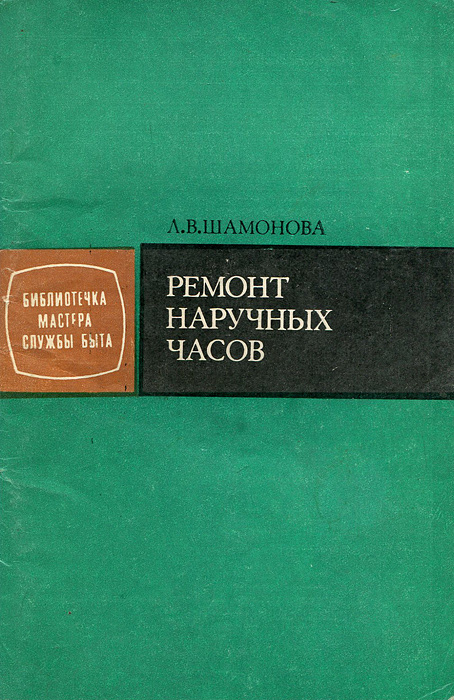 Л.В.ШАМОНОВА
РЕМОНТ
НАРУЧНЫХ
ЧАСОВ
БИБЛИОТЕЧКА
МАСТЕРА
СЛУЖБЫ БЫТА